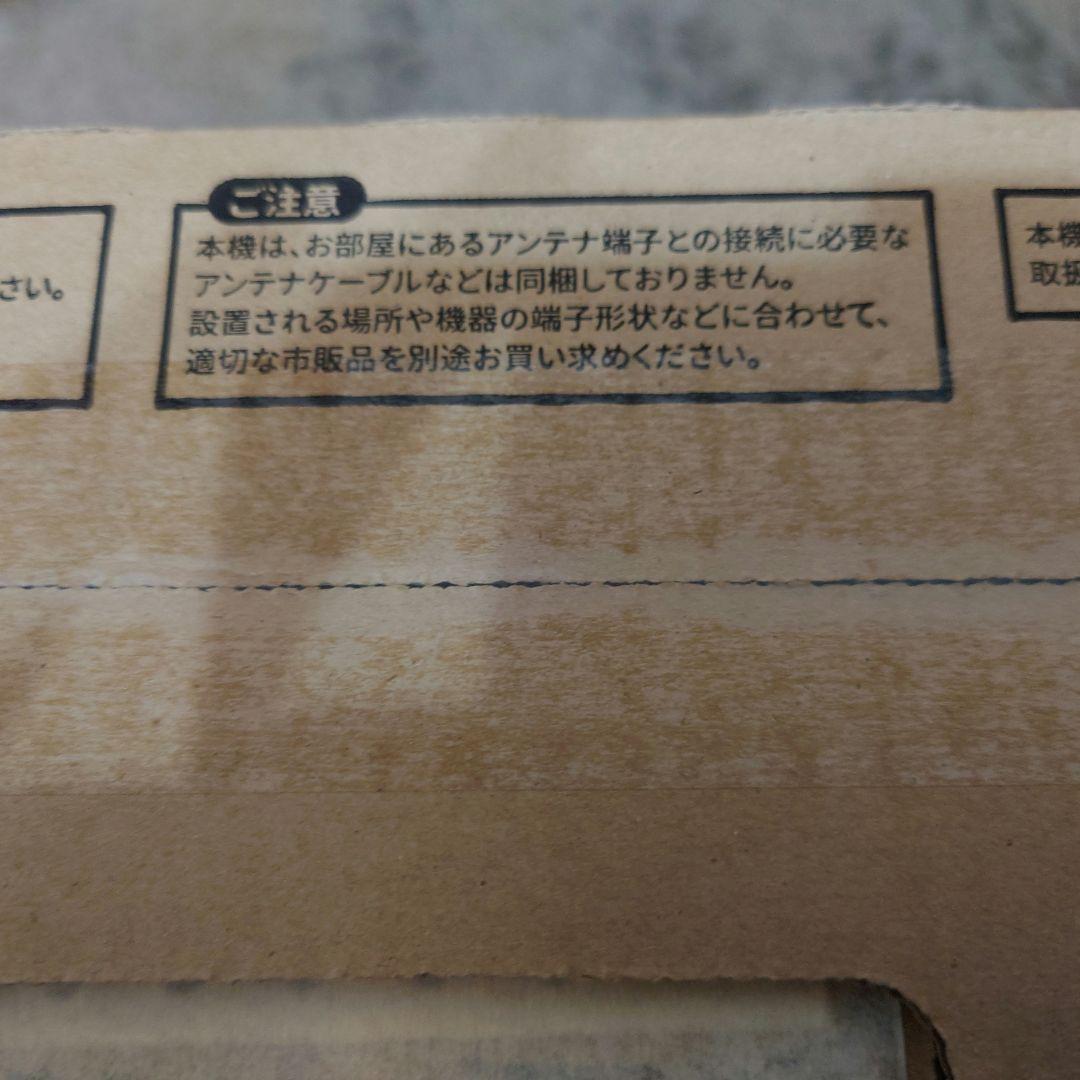 さい。
ご注意
本機は、お部屋にあるアンテナ端子との接続に必要な
アンテナケーブルなどは同梱しておりません。
設置される場所や機器の端子形状などに合わせて、
適切な市販品を別途お買い求めください。
本機
取扱